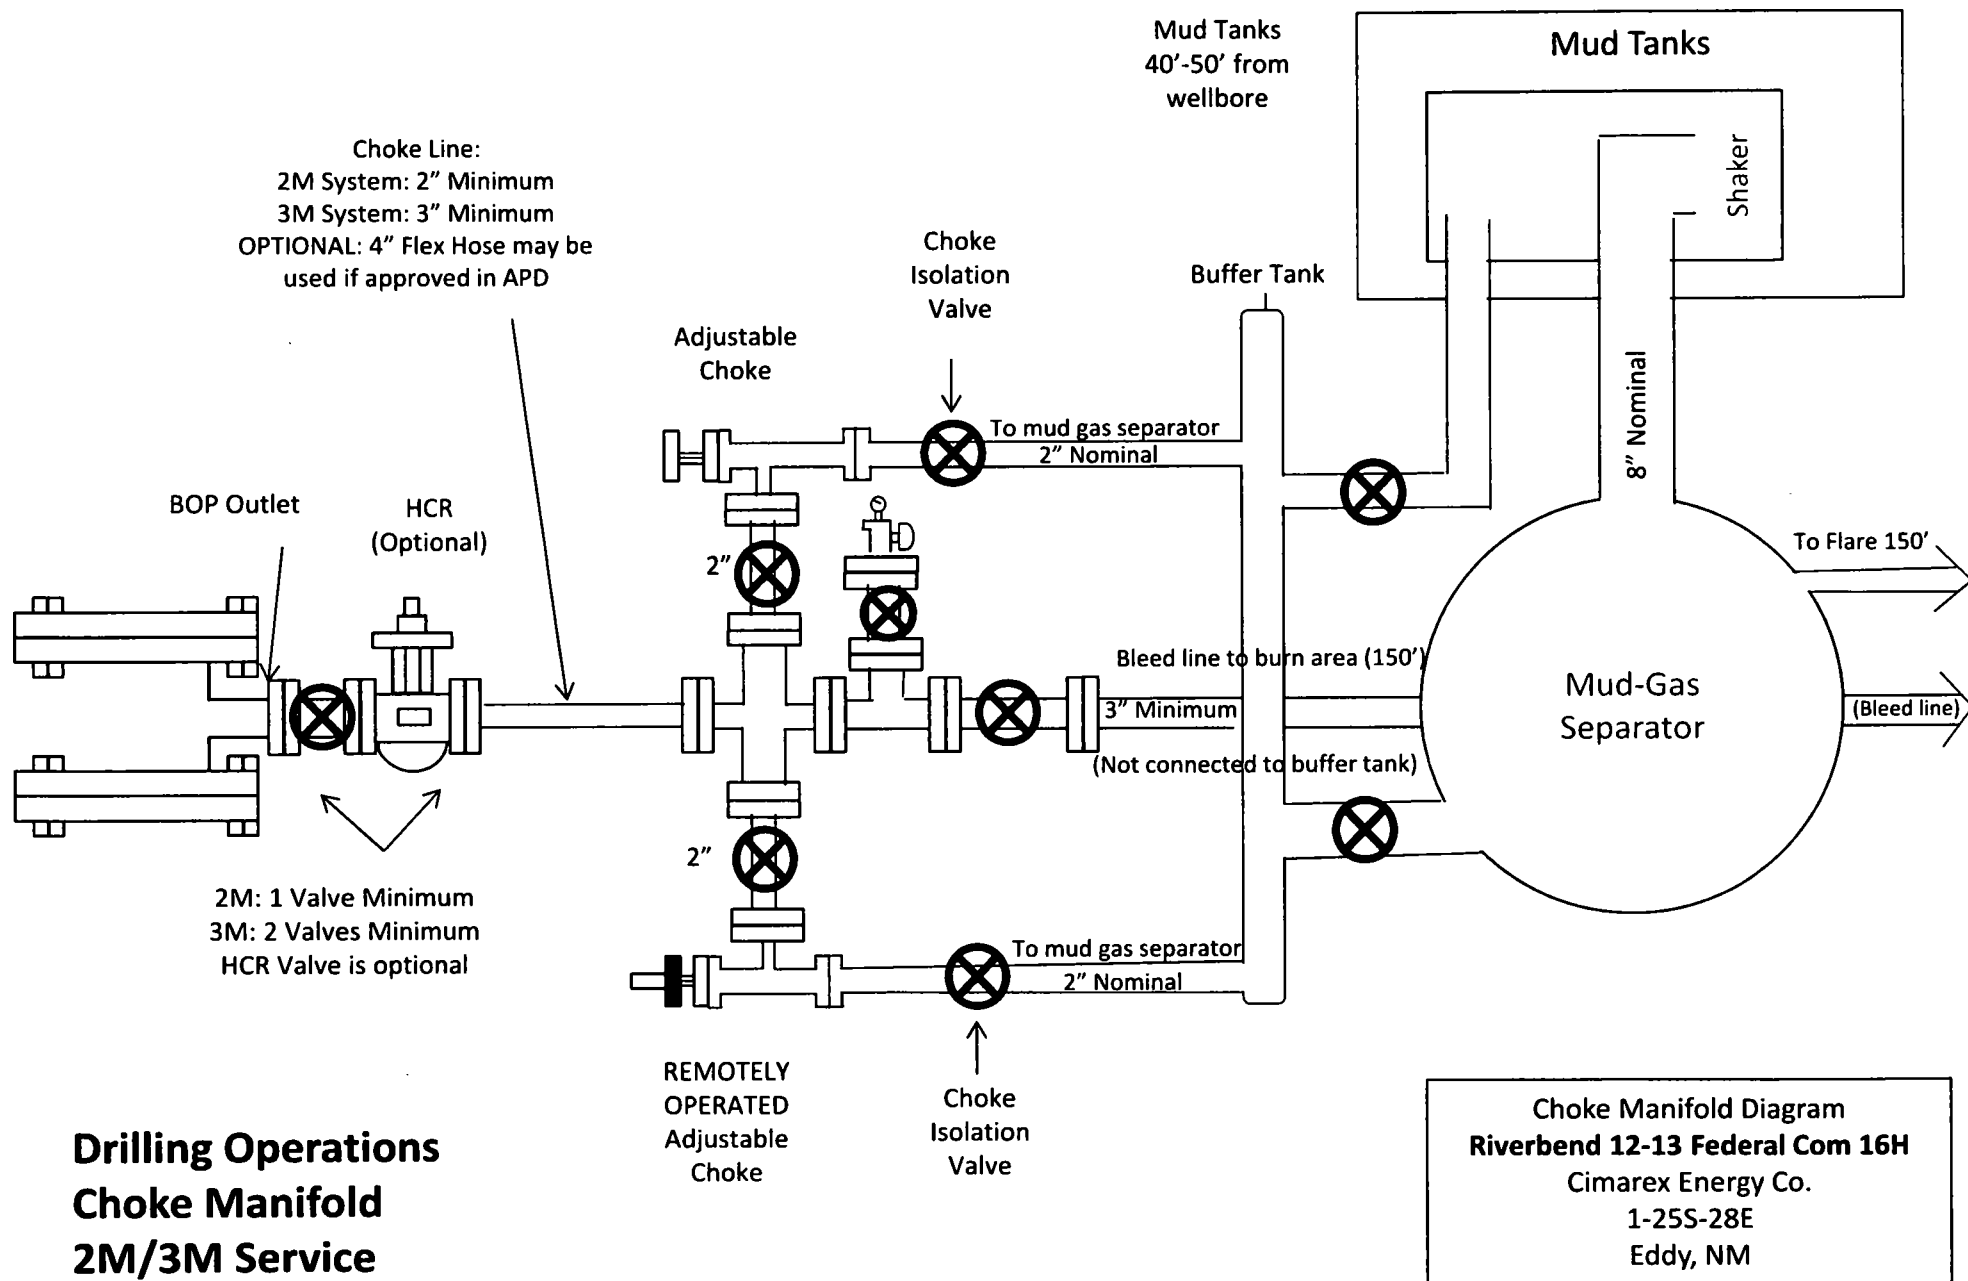 Mud Tanks
40’-50’ from
wellbore
Mud Tanks
Shaker
Choke Line:
2M System: 2” Minimum
3M System: 3” Minimum
OPTIONAL: 4” Flex Hose may be
used if approved in APD
Choke
Isolation
Valve
Buffer Tank
Adjustable
Choke
8” Nominal
To mud gas separator
2” Nominal
BOP Outlet
HCR
(Optional)
2”
To Flare 150’
Bleed line to burn area (150’)
3” Minimum
(Not connected to buffer tank)
Mud-Gas
Separator
(Bleed line)
2”
2M: 1 Valve Minimum
3M: 2 Valves Minimum
HCR Valve is optional
To mud gas separator
2” Nominal
REMOTELY
OPERATED
Adjustable
Choke
Choke
Isolation
Valve
Drilling Operations
Choke Manifold
2M/3M Service
Choke Manifold Diagram
Riverbend 12-13 Federal Com 16H
Cimarex Energy Co.
1-25S-28E
Eddy, NM